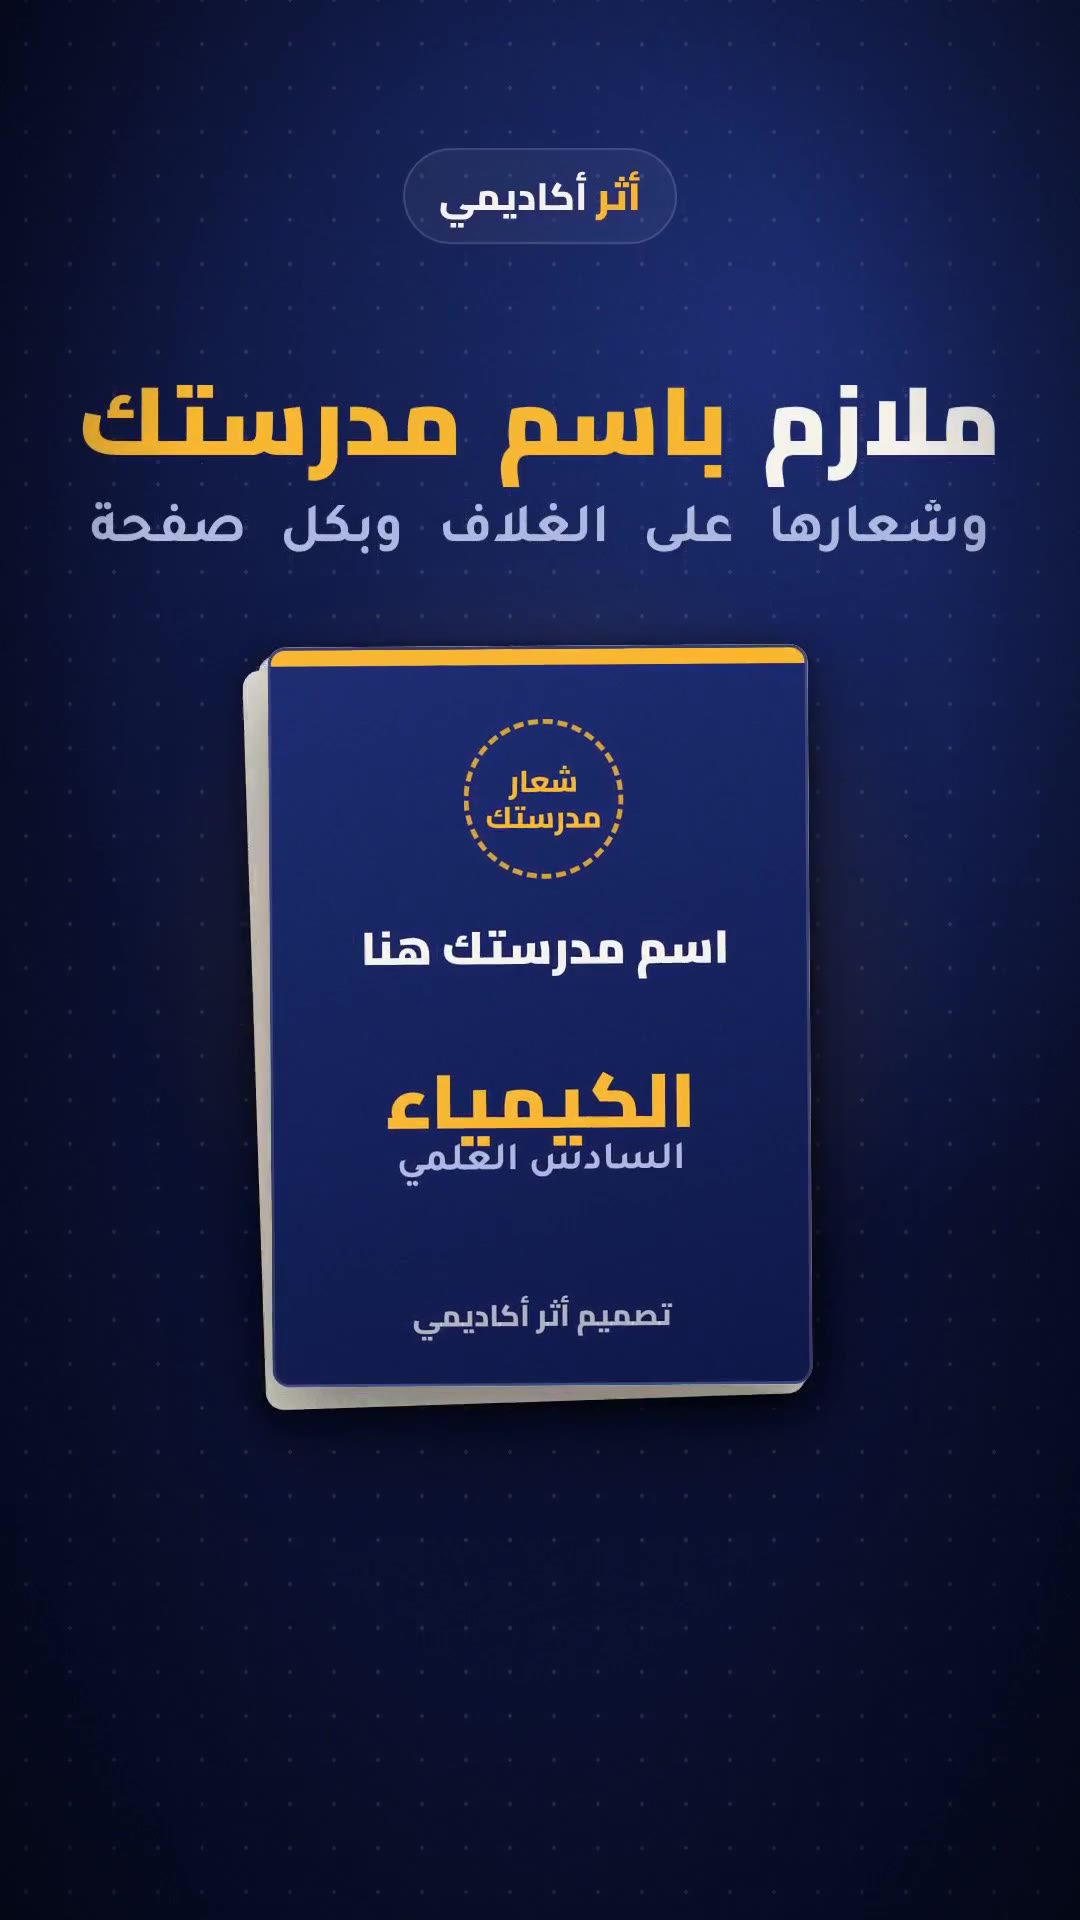 أثر أكاديمي
ملازم باسم مدرستك
وشعارها على الغلاف وبكل صفحة
شعار
مدرستك
اسم مدرستك هنا
الكيمياء
السادس العلمي
تصميم أثر أكاديمي